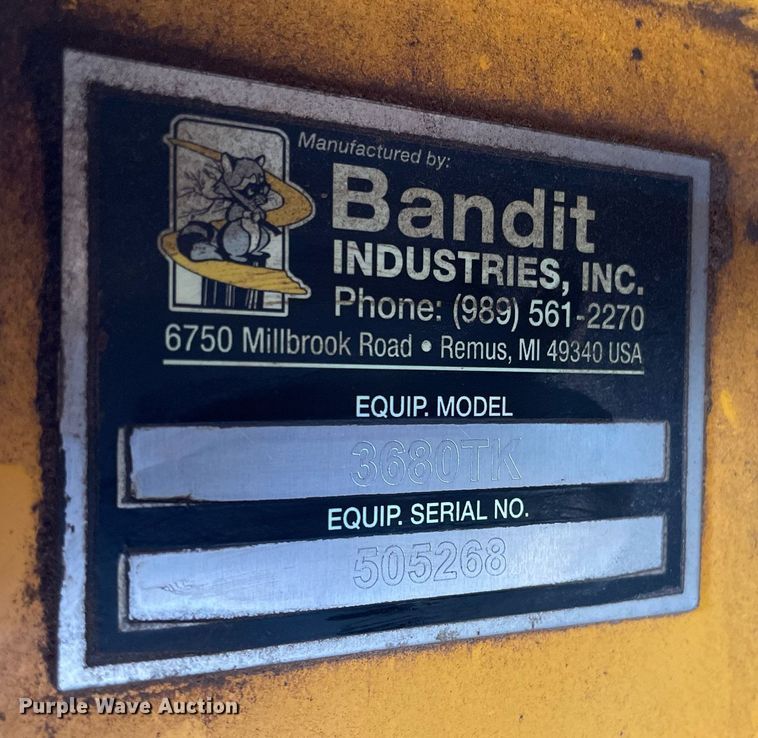 Manufactured by:
Bandit
INDUSTRIES, INC.
Phone: (989) 561-2270
6750 Millbrook Road • Remus, MI 49340 USA
EQUIP. MODEL
3680TK
EQUIP. SERIAL NO.
505268
Purple Wave Auction